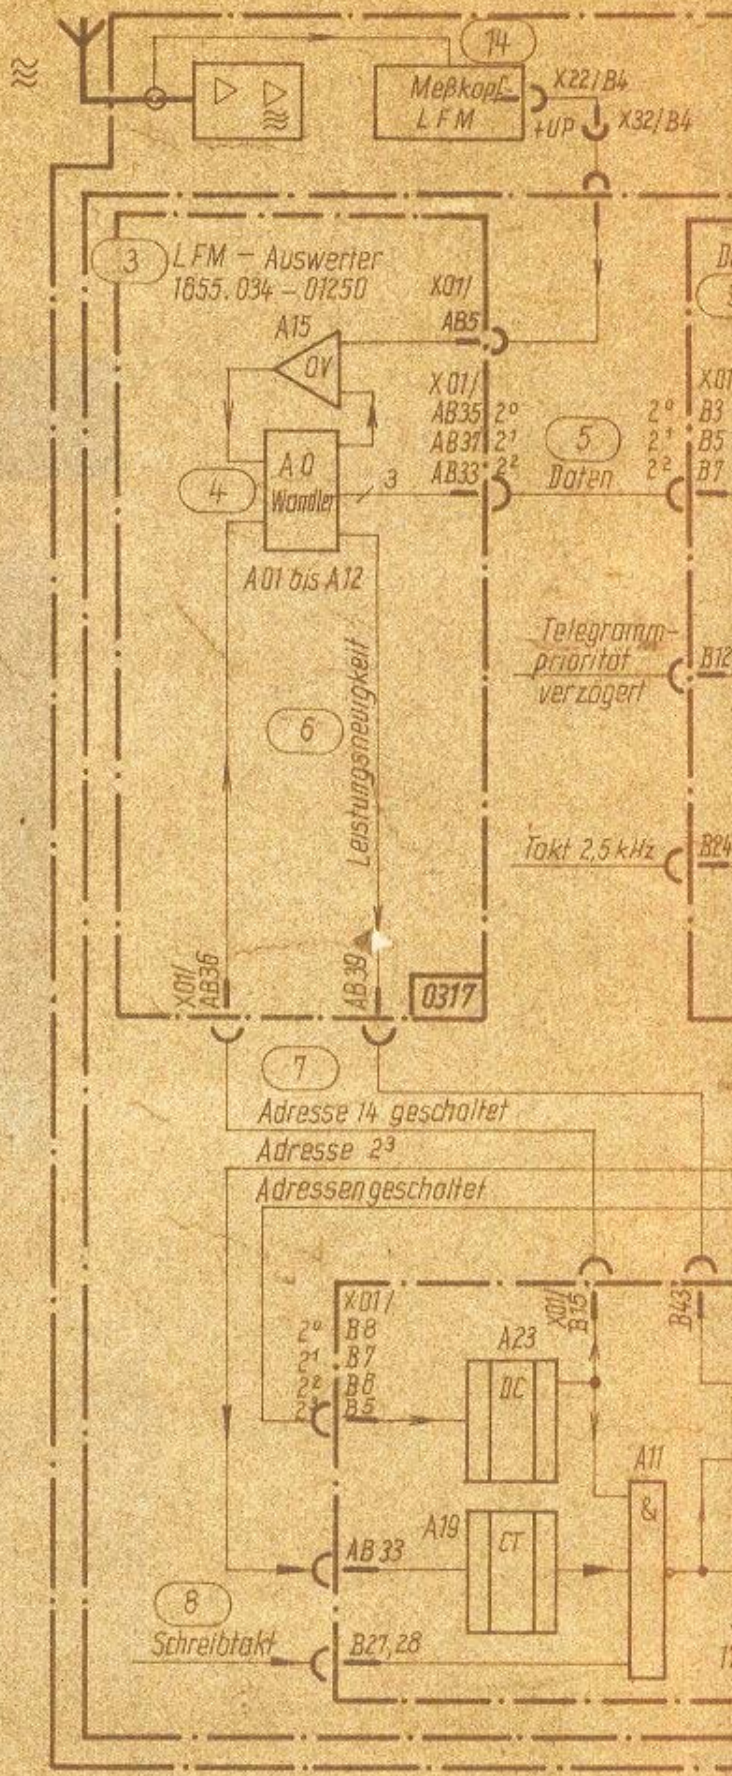 14
Meßkopf
LFM
X22/B4
+UP
X32/B4
3
LFM – Auswerter
1855.034 – 01250
X01/
AB5
A15
OV
X01/
AB35 2⁰
AB37 2¹
AB33 2²
5
Daten
2⁰ B3
2¹ B5
2² B7
X01
4
AD
Wandler
3
A01 bis A12
Telegramm-
priorität
verzögert
B12
6
Leistungsneuigkeit
Takt 2,5 kHz
B24
X01/
AB36
AB39
0317
7
Adresse 14 geschaltet
Adresse 2³
Adressen geschaltet
X01/
2⁰ B8
2¹ B7
2² B6
2³ B5
X01/
B15
B43
A23
DC
A11
&
A19
CT
AB 33
8
Schreibtakt
B27,28